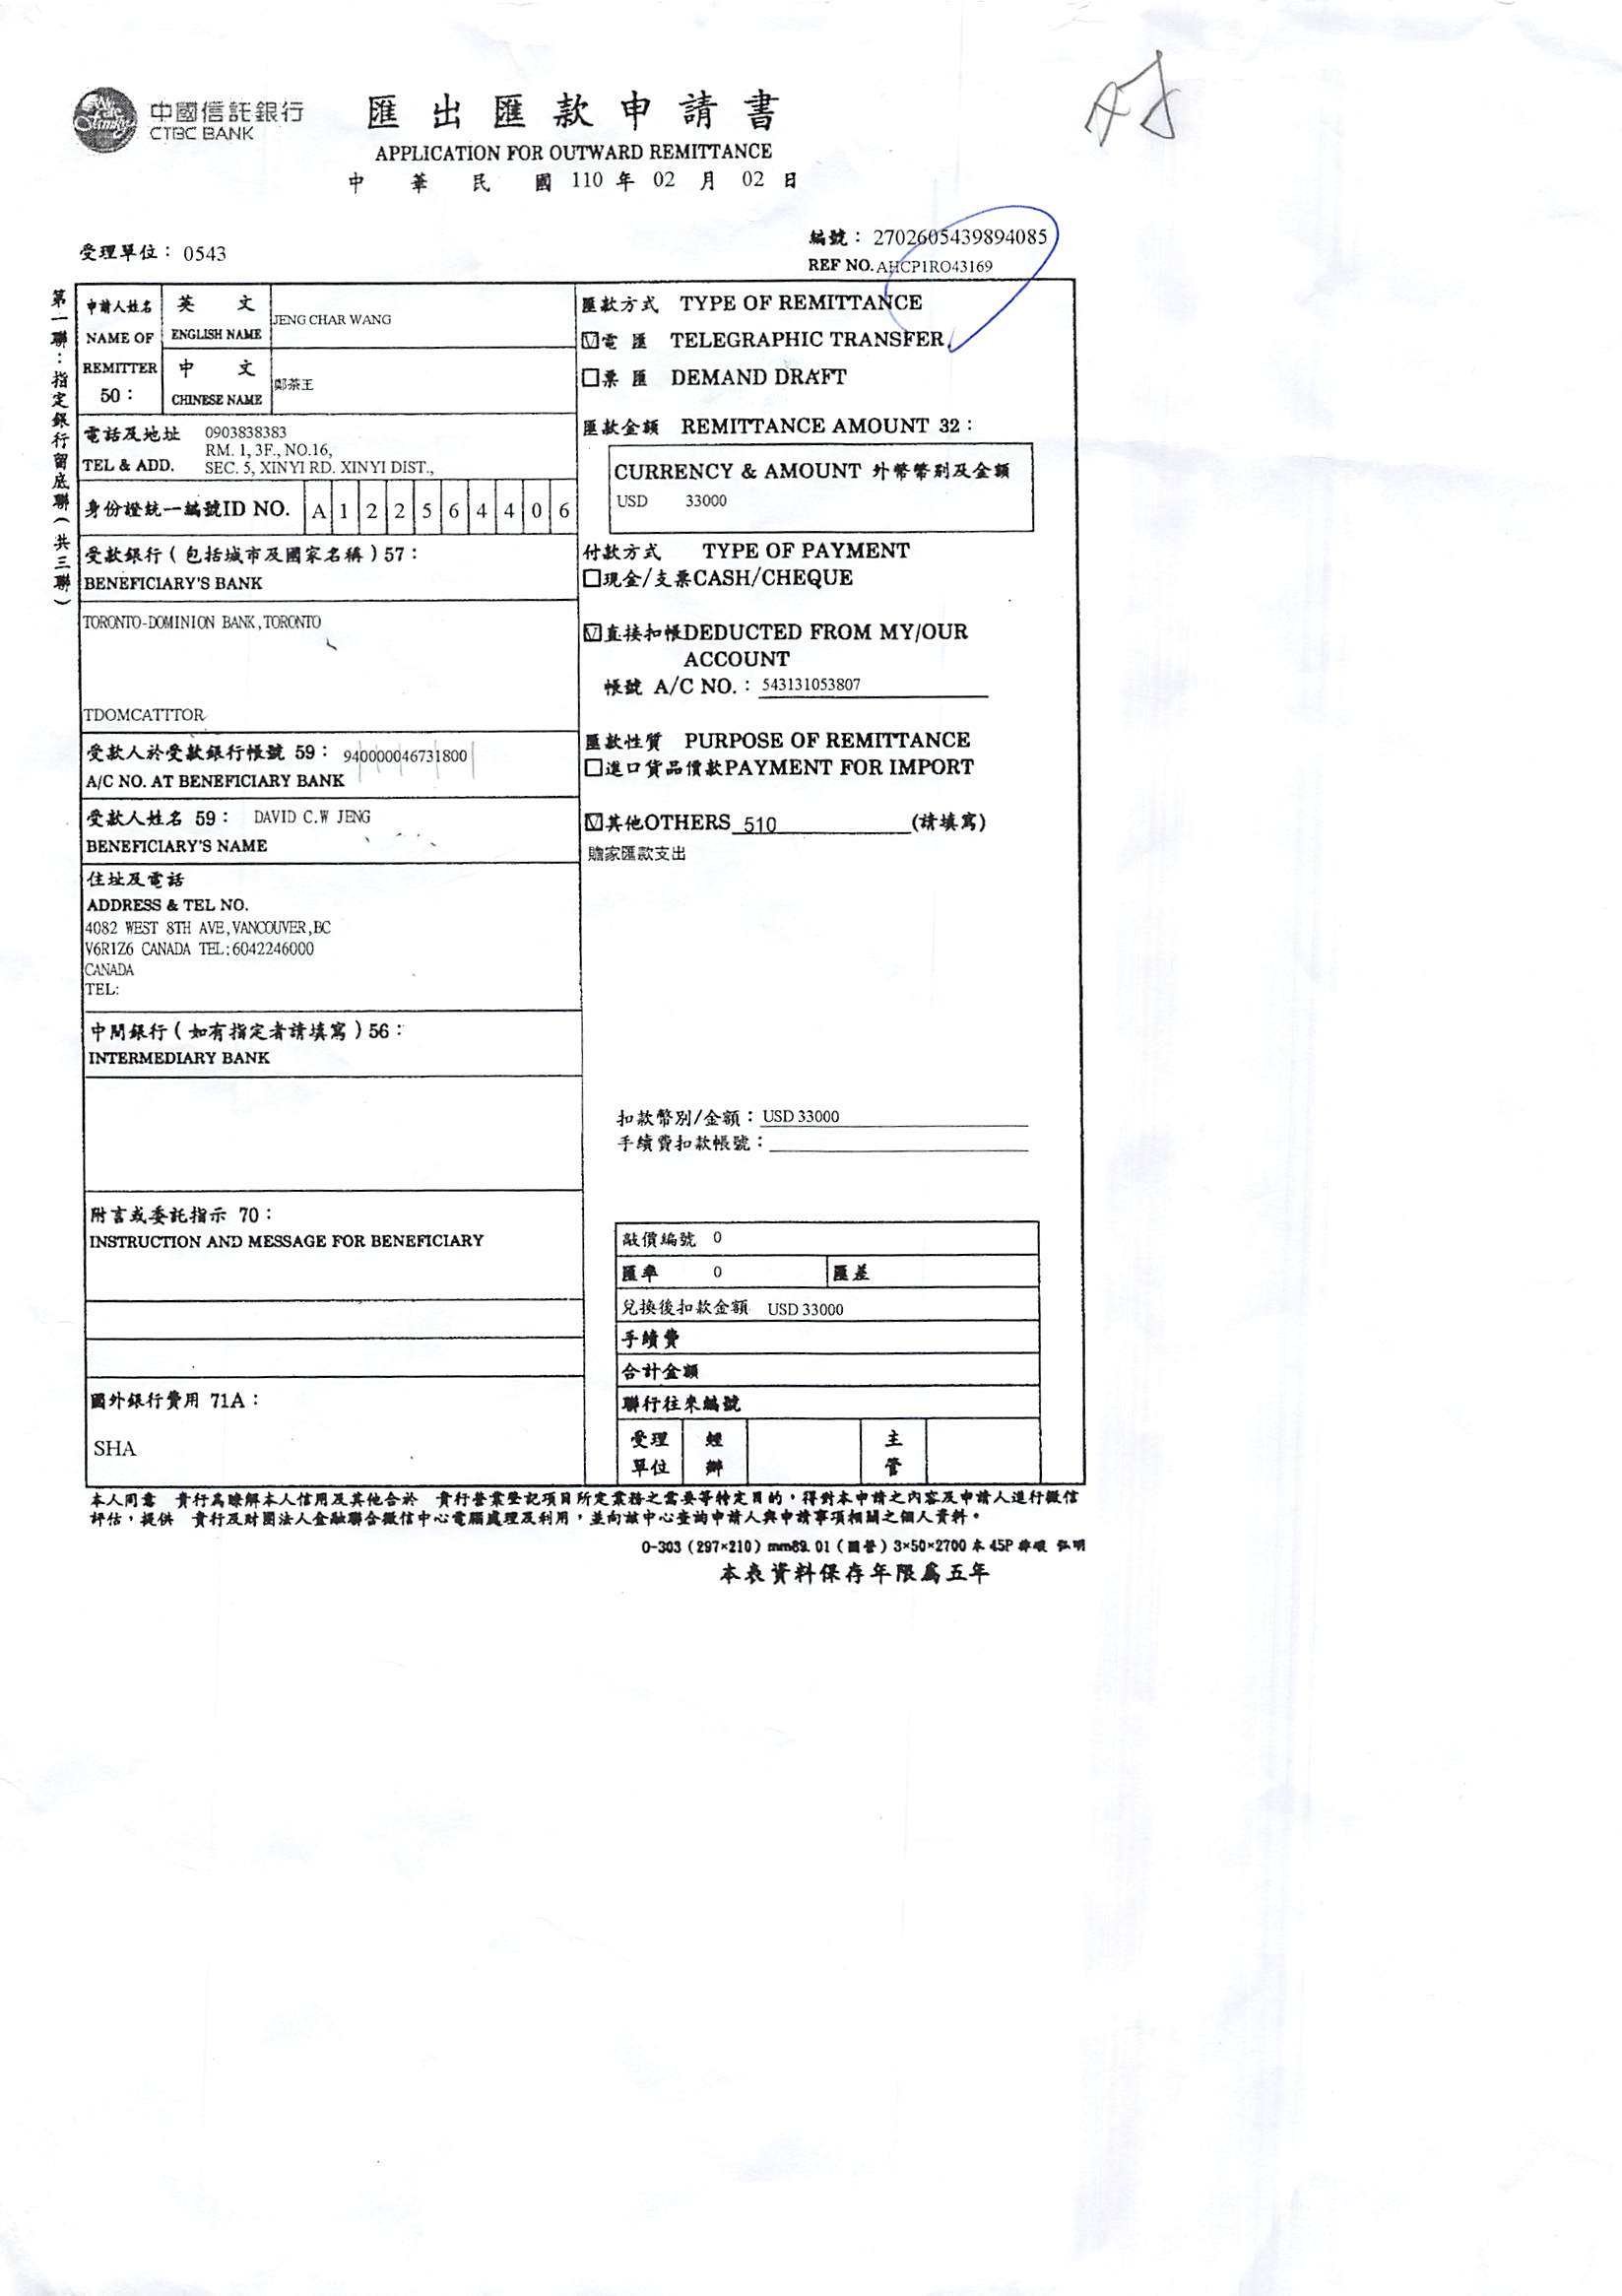 AJ
We are family
中國信託銀行
CTBC BANK
匯出匯款申請書
APPLICATION FOR OUTWARD REMITTANCE
中華民國 110 年 02 月 02 日
受理單位：0543
編號：2702605439894085
REF NO. AHCP1RO43169
第一聯：指定銀行留底聯（共三聯）
申請人姓名 英文 JENG CHAR WANG
NAME OF ENGLISH NAME
REMITTER 中文 鄭茶王
50： CHINESE NAME
電話及地址 0903838383
RM. 1, 3F., NO.16,
TEL & ADD. SEC. 5, XINYI RD. XINYI DIST.,
身份證統一編號ID NO. A122564406
受款銀行（包括城市及國家名稱）57：
BENEFICIARY'S BANK
TORONTO-DOMINION BANK,TORONTO
TDOMCATTTOR
受款人於受款銀行帳號 59： 940000046731800
A/C NO. AT BENEFICIARY BANK
受款人姓名 59： DAVID C.W JENG
BENEFICIARY'S NAME
住址及電話
ADDRESS & TEL NO.
4082 WEST 8TH AVE,VANCOUVER,BC
V6R1Z6 CANADA TEL:6042246000
CANADA
TEL:
中間銀行（如有指定者請填寫）56：
INTERMEDIARY BANK
附言或委託指示 70：
INSTRUCTION AND MESSAGE FOR BENEFICIARY
國外銀行費用 71A：
SHA
匯款方式 TYPE OF REMITTANCE
☑電匯 TELEGRAPHIC TRANSFER
□票匯 DEMAND DRAFT
匯款金額 REMITTANCE AMOUNT 32：
CURRENCY & AMOUNT 外幣幣別及金額
USD 33000
付款方式 TYPE OF PAYMENT
□現金/支票CASH/CHEQUE
☑直接扣帳DEDUCTED FROM MY/OUR
ACCOUNT
帳號 A/C NO.：543131053807
匯款性質 PURPOSE OF REMITTANCE
□進口貨品價款PAYMENT FOR IMPORT
☑其他OTHERS 510 (請填寫)
贍家匯款支出
扣款幣別/金額：USD 33000
手續費扣款帳號：
敲價編號 0
匯率 0 匯差
兌換後扣款金額 USD 33000
手續費
合計金額
聯行往來編號
受理 經 主
單位 辦 管
本人同意 貴行為瞭解本人信用及其他合於 貴行營業登記項目所定業務之需要等特定目的，得對本申請之內容及申請人進行徵信
評估，提供 貴行及財團法人金融聯合徵信中心電腦處理及利用，並向該中心查詢申請人與申請事項相關之個人資料。
0-303 (297×210) mm89. 01 (國營) 3×50×2700 本 45P 弘明
本表資料保存年限為五年